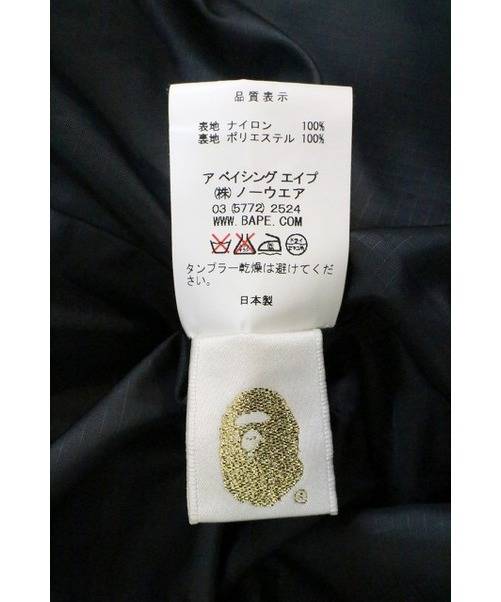 品質表示
表地 ナイロン 100%
裏地 ポリエステル 100%
ア ベイシング エイプ
(株) ノーウエア
03 (5772) 2524
WWW.BAPE.COM
タンブラー乾燥は避けてくだ
さい。
日本製